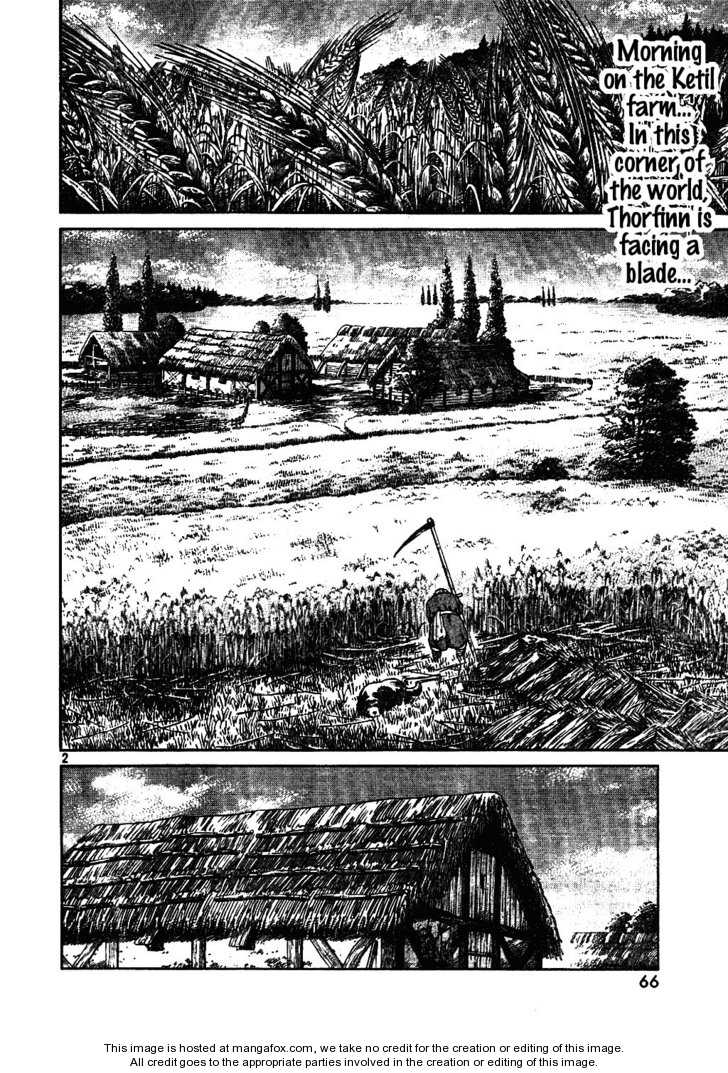 Morning
on the Ketil
farm...
In this
corner of
the world,
Thorfinn is
facing a
blade...
2
66
This image is hosted at mangafox.com, we take no credit for the creation or editing of this image.
All credit goes to the appropriate parties involved in the creation or editing of this image.